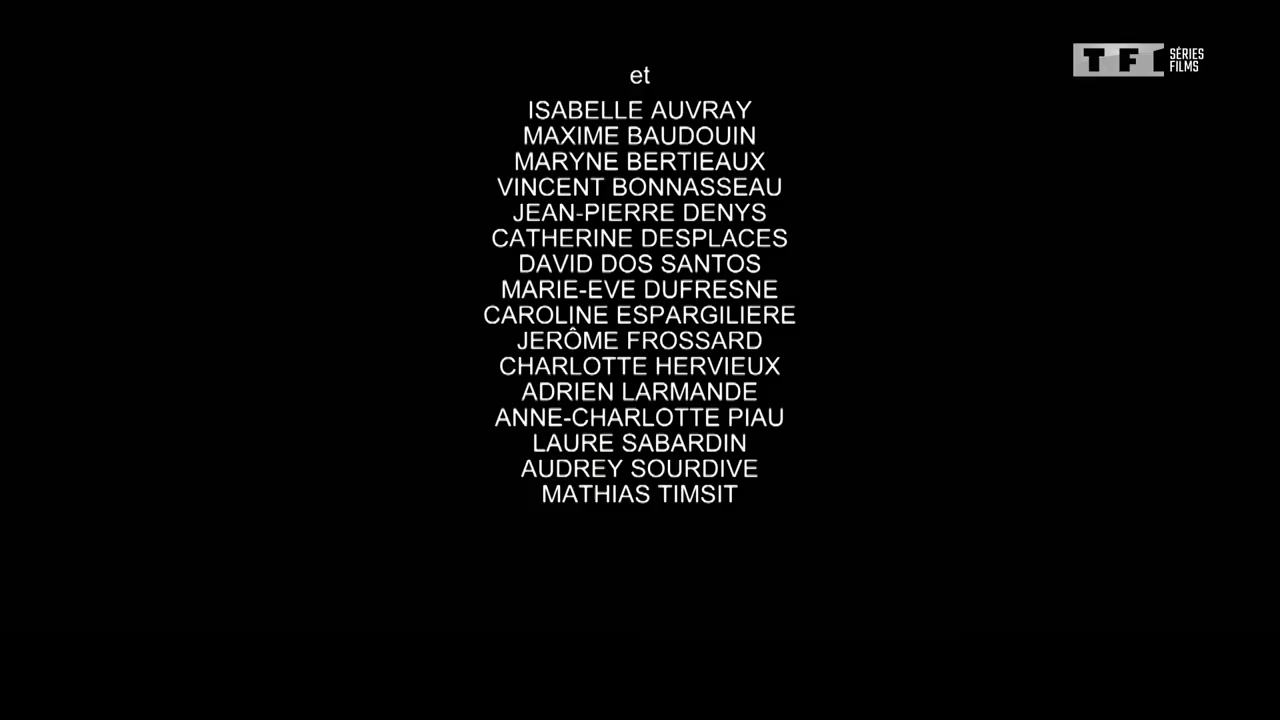 TF1 SÉRIES
FILMS
et
ISABELLE AUVRAY
MAXIME BAUDOUIN
MARYNE BERTIEAUX
VINCENT BONNASSEAU
JEAN-PIERRE DENYS
CATHERINE DESPLACES
DAVID DOS SANTOS
MARIE-EVE DUFRESNE
CAROLINE ESPARGILIERE
JERÔME FROSSARD
CHARLOTTE HERVIEUX
ADRIEN LARMANDE
ANNE-CHARLOTTE PIAU
LAURE SABARDIN
AUDREY SOURDIVE
MATHIAS TIMSIT